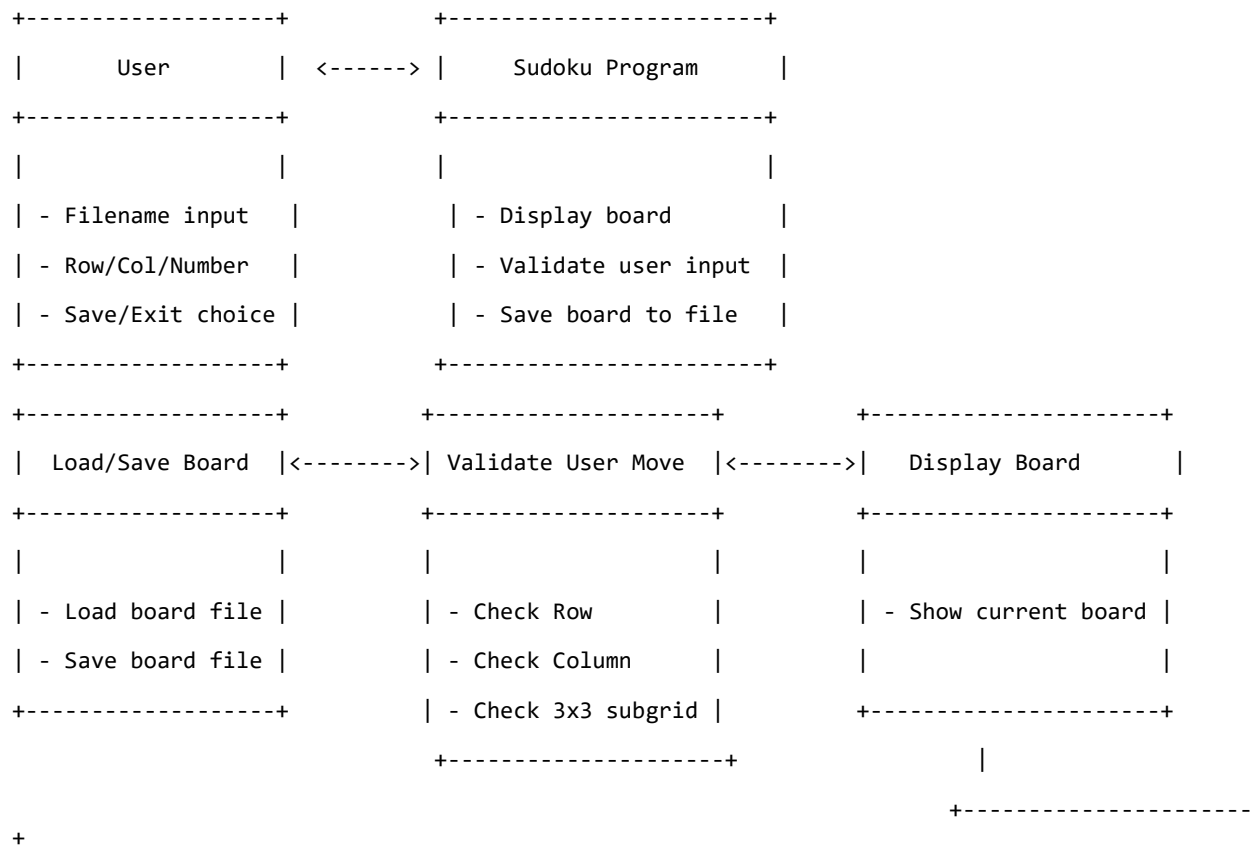 +-------------------+ +------------------------+
| User | <------> | Sudoku Program |
+-------------------+ +------------------------+
| | | |
| - Filename input | | - Display board |
| - Row/Col/Number | | - Validate user input |
| - Save/Exit choice | | - Save board to file |
+-------------------+ +------------------------+
+-------------------+ +---------------------+ +----------------------+
| Load/Save Board |<-------->| Validate User Move |<-------->| Display Board |
+-------------------+ +---------------------+ +----------------------+
| | | | | |
| - Load board file | | - Check Row | | - Show current board |
| - Save board file | | - Check Column | | |
+-------------------+ | - Check 3x3 subgrid | +----------------------+
+---------------------+ |
+----------------------
+